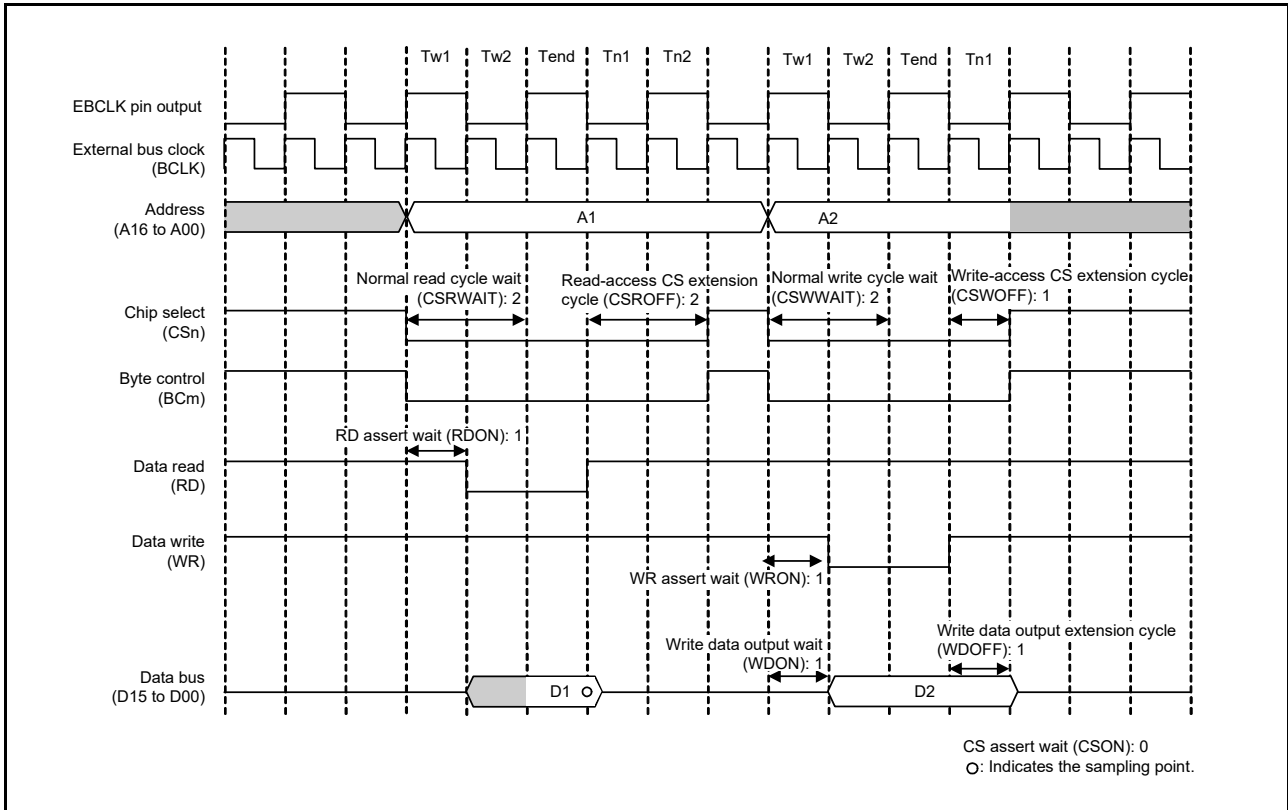 Tw1 Tw2 Tend Tn1 Tn2 Tw1 Tw2 Tend Tn1
EBCLK pin output
External bus clock
(BCLK)
Address
(A16 to A00)
A1 A2
Normal read cycle wait
(CSRWAIT): 2
Read-access CS extension
cycle (CSROFF): 2
Normal write cycle wait
(CSWWAIT): 2
Write-access CS extension cycle
(CSWOFF): 1
Chip select
(CSn)
Byte control
(BCm)
RD assert wait (RDON): 1
Data read
(RD)
Data write
(WR)
WR assert wait (WRON): 1
Write data output wait
(WDON): 1
Write data output extension cycle
(WDOFF): 1
Data bus
(D15 to D00)
D1 D2
CS assert wait (CSON): 0
: Indicates the sampling point.